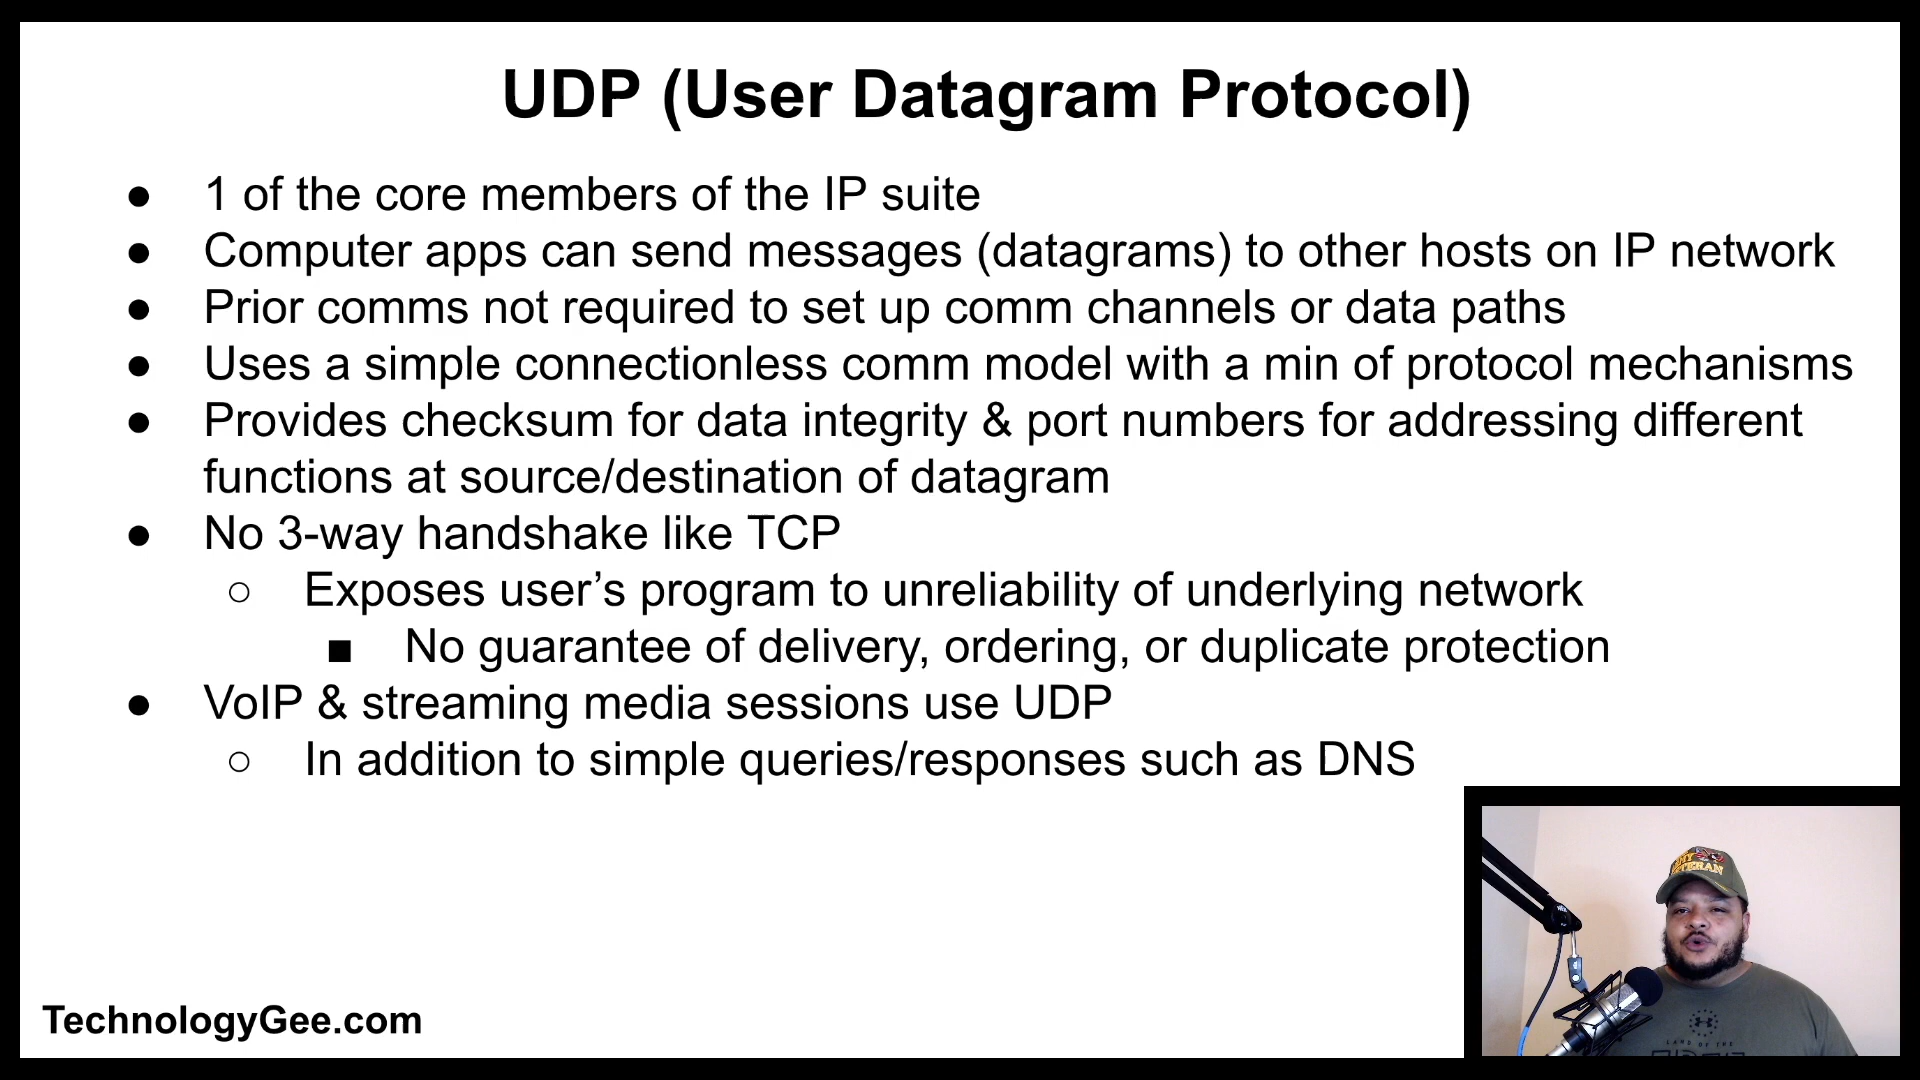 UDP (User Datagram Protocol)
● 1 of the core members of the IP suite
● Computer apps can send messages (datagrams) to other hosts on IP network
● Prior comms not required to set up comm channels or data paths
● Uses a simple connectionless comm model with a min of protocol mechanisms
● Provides checksum for data integrity & port numbers for addressing different
functions at source/destination of datagram
● No 3-way handshake like TCP
○ Exposes user’s program to unreliability of underlying network
■ No guarantee of delivery, ordering, or duplicate protection
● VoIP & streaming media sessions use UDP
○ In addition to simple queries/responses such as DNS
VETERAN
LAND OF THE
TechnologyGee.com